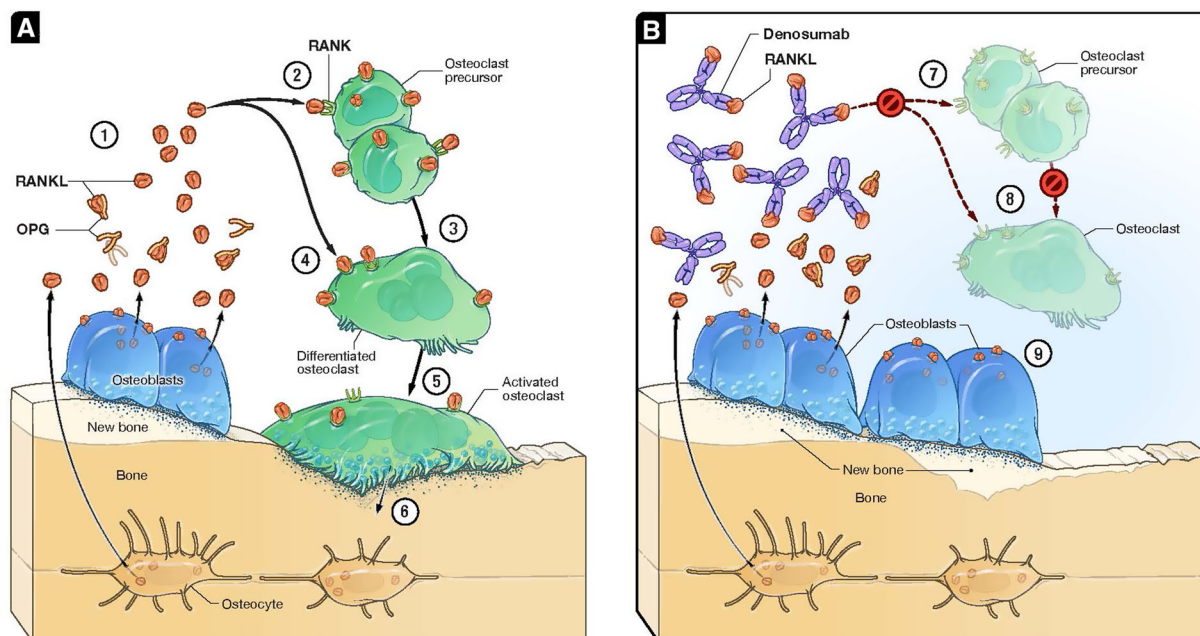 A
RANK
2
Osteoclast
precursor
1
RANKL
OPG
3
4
Differentiated
osteoclast
5
Activated
osteoclast
Osteoblasts
New bone
Bone
6
Osteocyte
B
Denosumab
RANKL
7
Osteoclast
precursor
8
Osteoclast
Osteoblasts
9
New bone
Bone